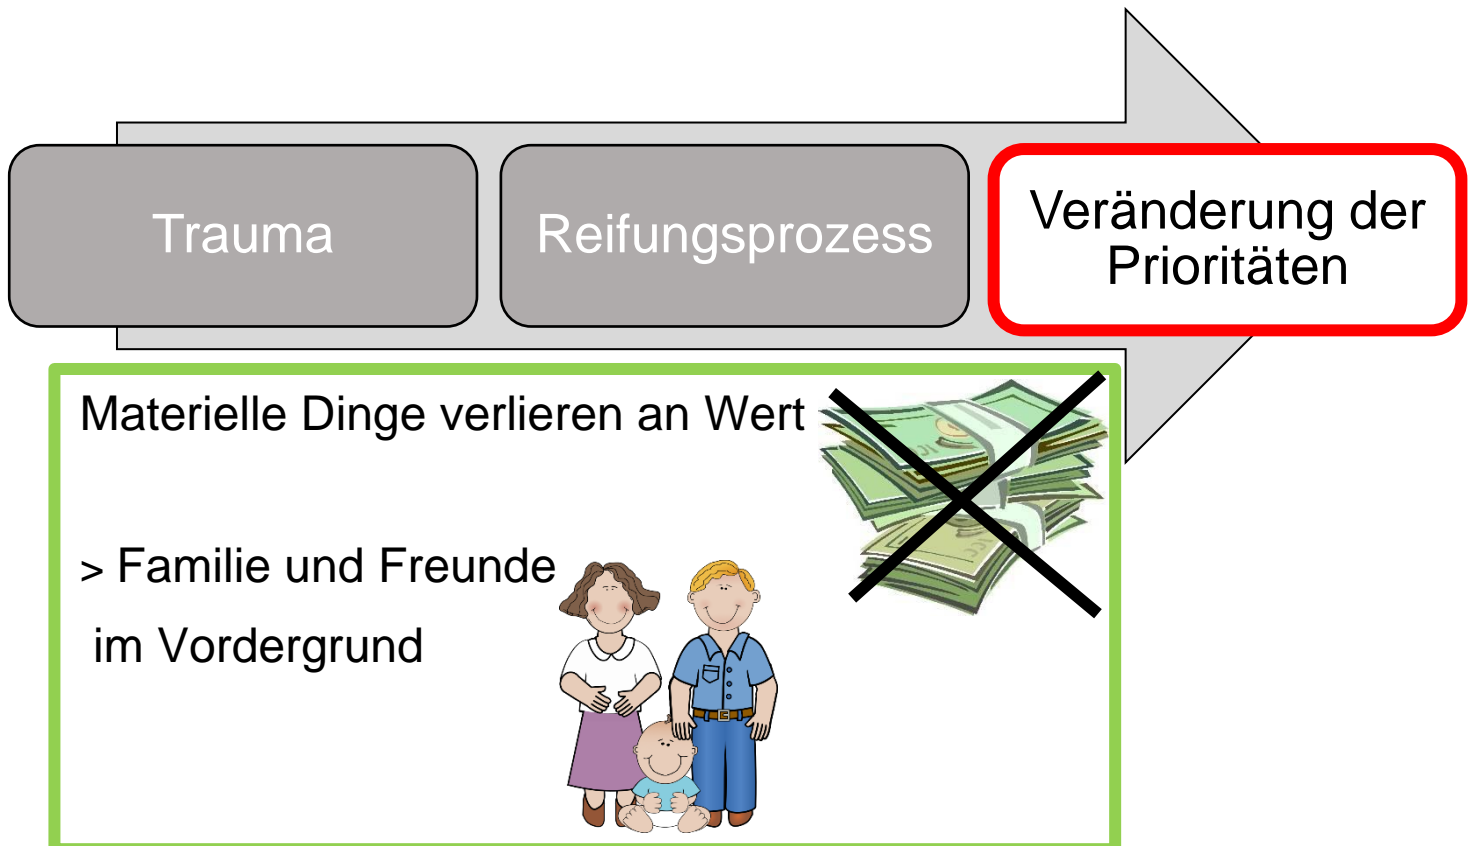 Trauma
Reifungsprozess
Veränderung der
Prioritäten
Materielle Dinge verlieren an Wert
> Familie und Freunde
im Vordergrund